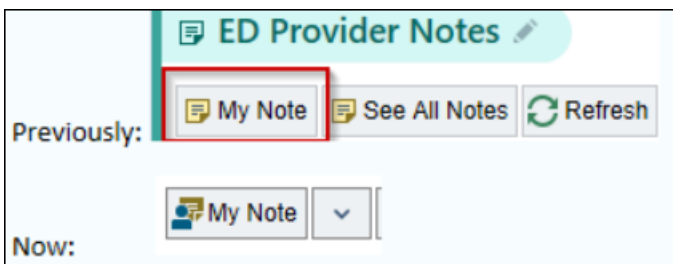 ED Provider Notes
My Note See All Notes Refresh
Previously:
My Note
Now: